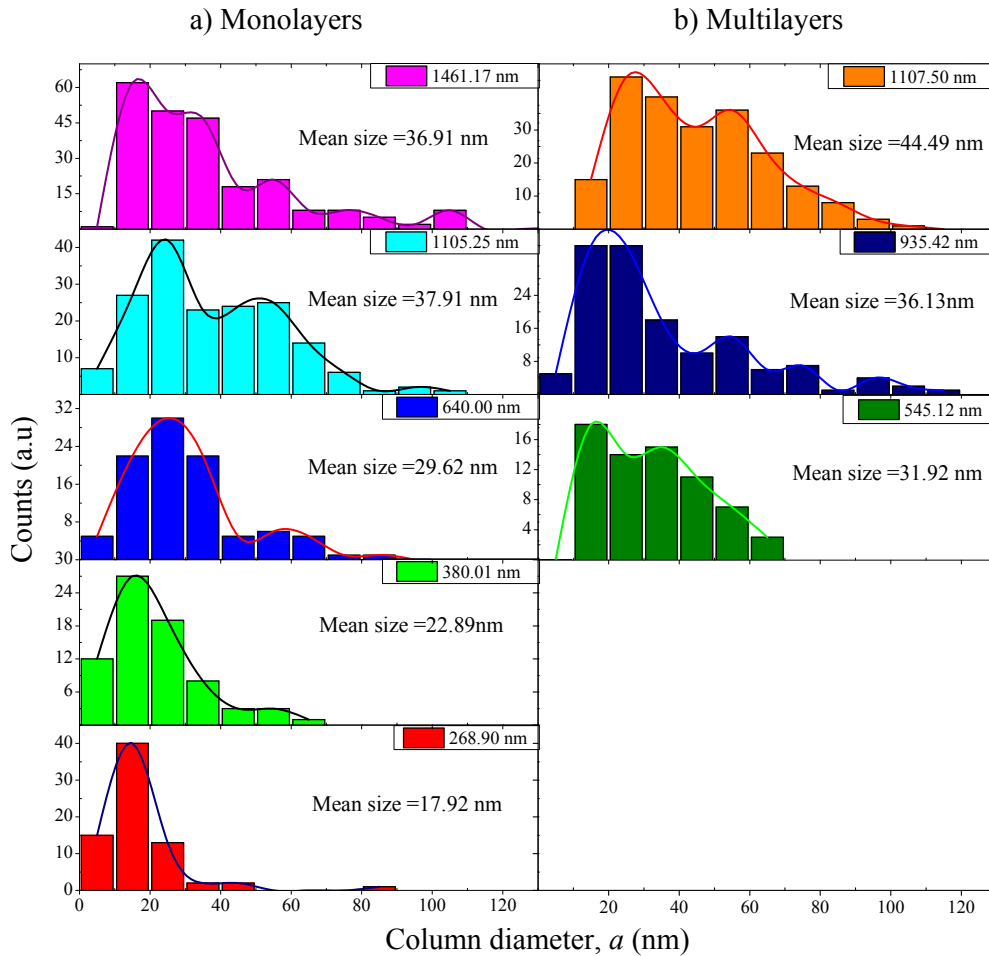 a) Monolayers
b) Multilayers
60
45
30
15
1461.17 nm
Mean size =36.91 nm
30
20
10
1107.50 nm
Mean size =44.49 nm
40
30
20
10
1105.25 nm
Mean size =37.91 nm
24
16
8
935.42 nm
Mean size =36.13nm
32
24
16
8
30
640.00 nm
Mean size =29.62 nm
16
12
8
4
545.12 nm
Mean size =31.92 nm
24
18
12
6
380.01 nm
Mean size =22.89nm
40
30
20
10
0
268.90 nm
Mean size =17.92 nm
0 20 40 60 80 100 120
20 40 60 80 100 120
Counts (a.u)
Column diameter, a (nm)